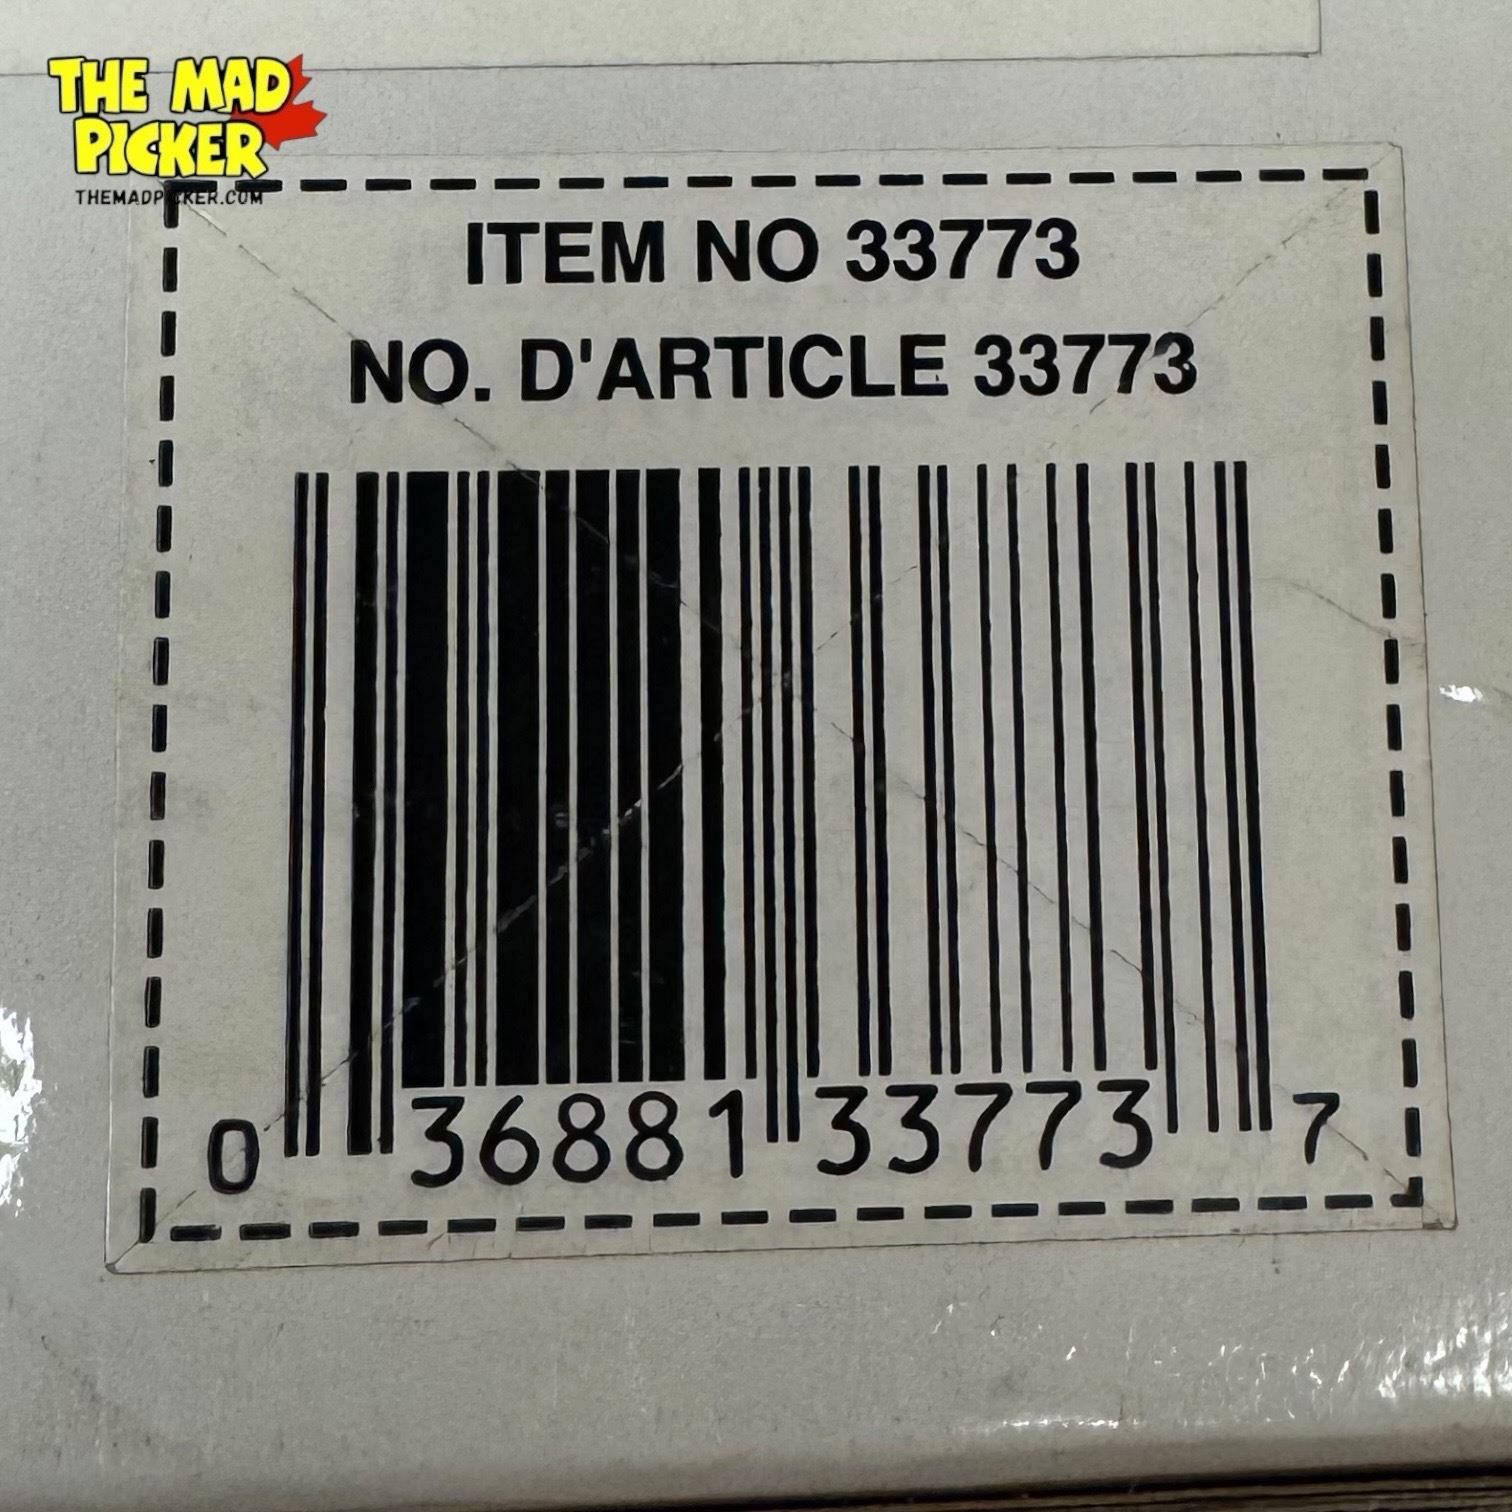 THE MAD
PICKER
THEMADPICKER.COM
ITEM NO 33773
NO. D'ARTICLE 33773
0 36881 33773 7